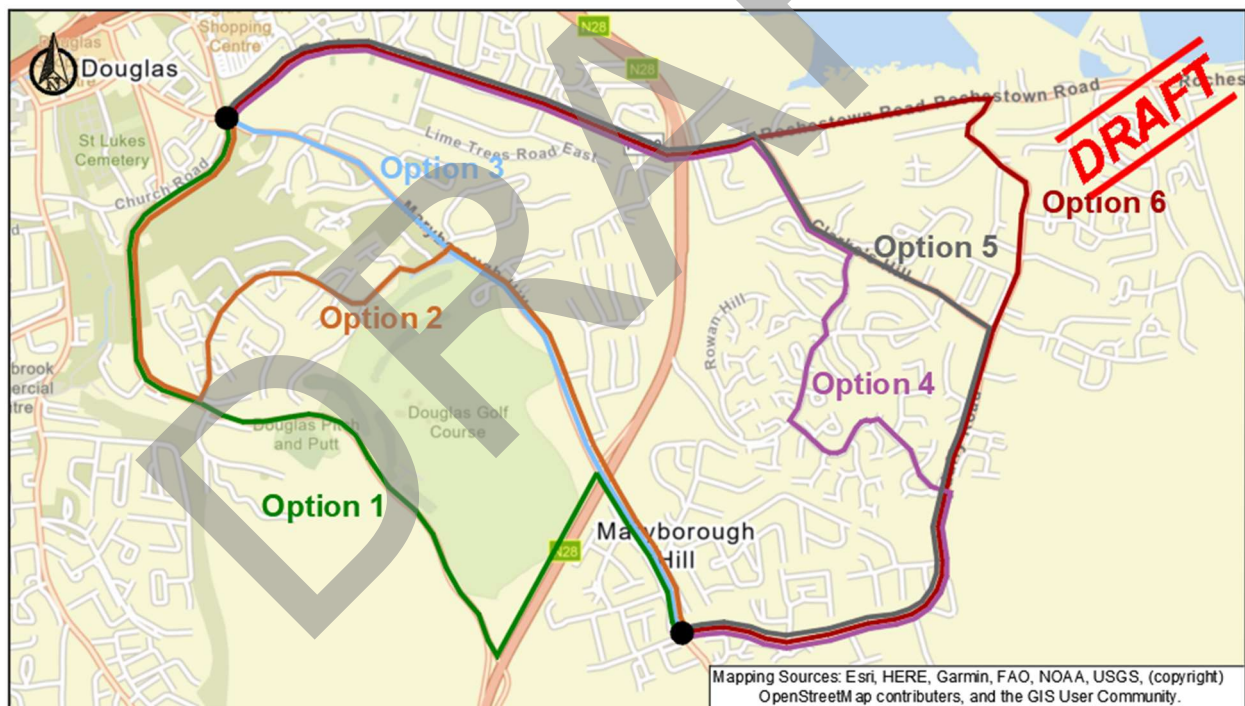 Shopping
Centre
Douglas
N28
N28
St Lukes
Cemetery
Church Road
Lime Trees Road East
Rochestown Road
Rochestown Road
DRAFT
Option 3
Option 6
Option 5
Option 2
Rowan Hill
Option 4
Douglas Golf
Course
Douglas Pitch
and Putt
Option 1
N28
Maryborough
Hill
DRAFT
Mapping Sources: Esri, HERE, Garmin, FAO, NOAA, USGS, (copyright)
OpenStreetMap contributers, and the GIS User Community.